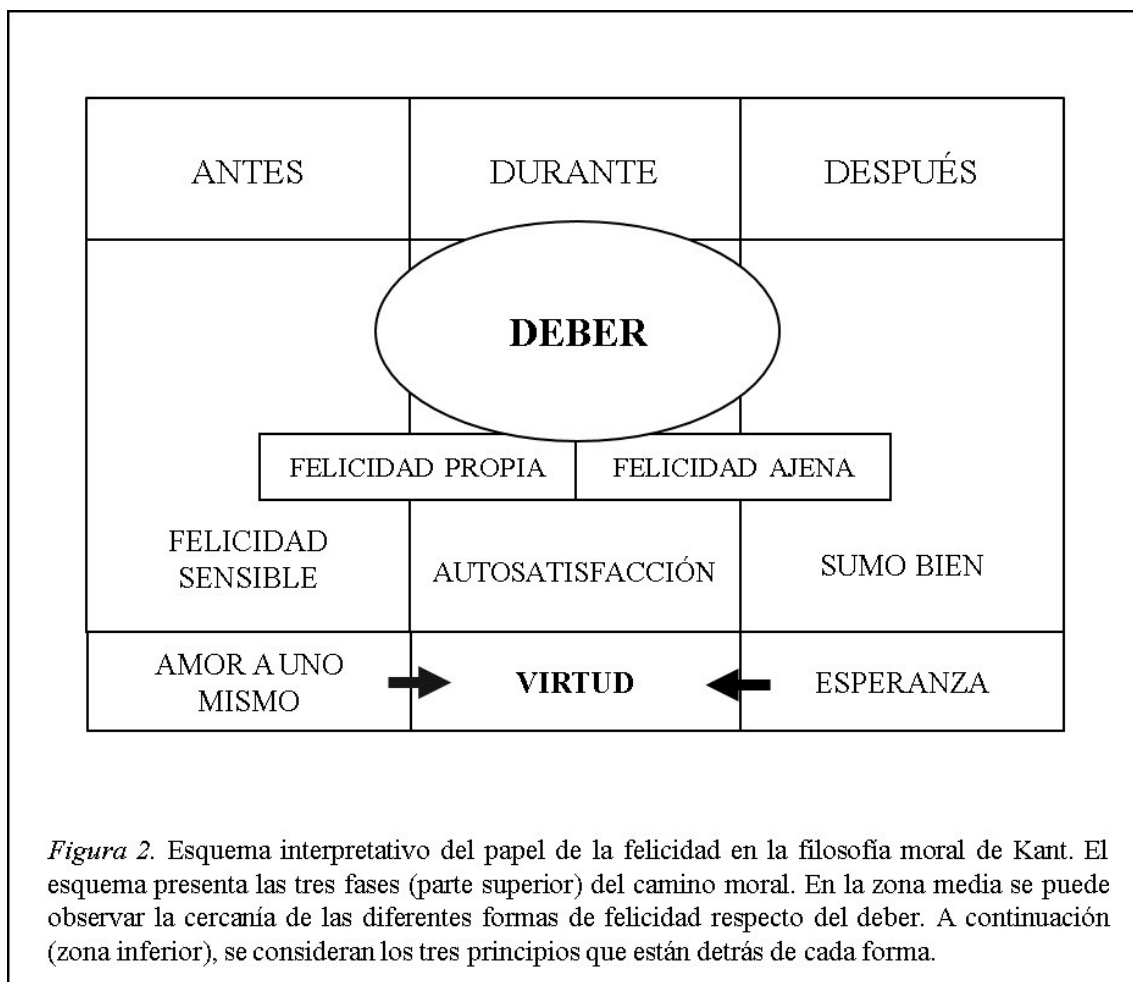 ANTES DURANTE DESPUÉS
DEBER
FELICIDAD PROPIA FELICIDAD AJENA
FELICIDAD
SENSIBLE
AUTOSATISFACCIÓN
SUMO BIEN
AMOR A UNO
MISMO
VIRTUD
ESPERANZA
Figura 2. Esquema interpretativo del papel de la felicidad en la filosofía moral de Kant. El
esquema presenta las tres fases (parte superior) del camino moral. En la zona media se puede
observar la cercanía de las diferentes formas de felicidad respecto del deber. A continuación
(zona inferior), se consideran los tres principios que están detrás de cada forma.